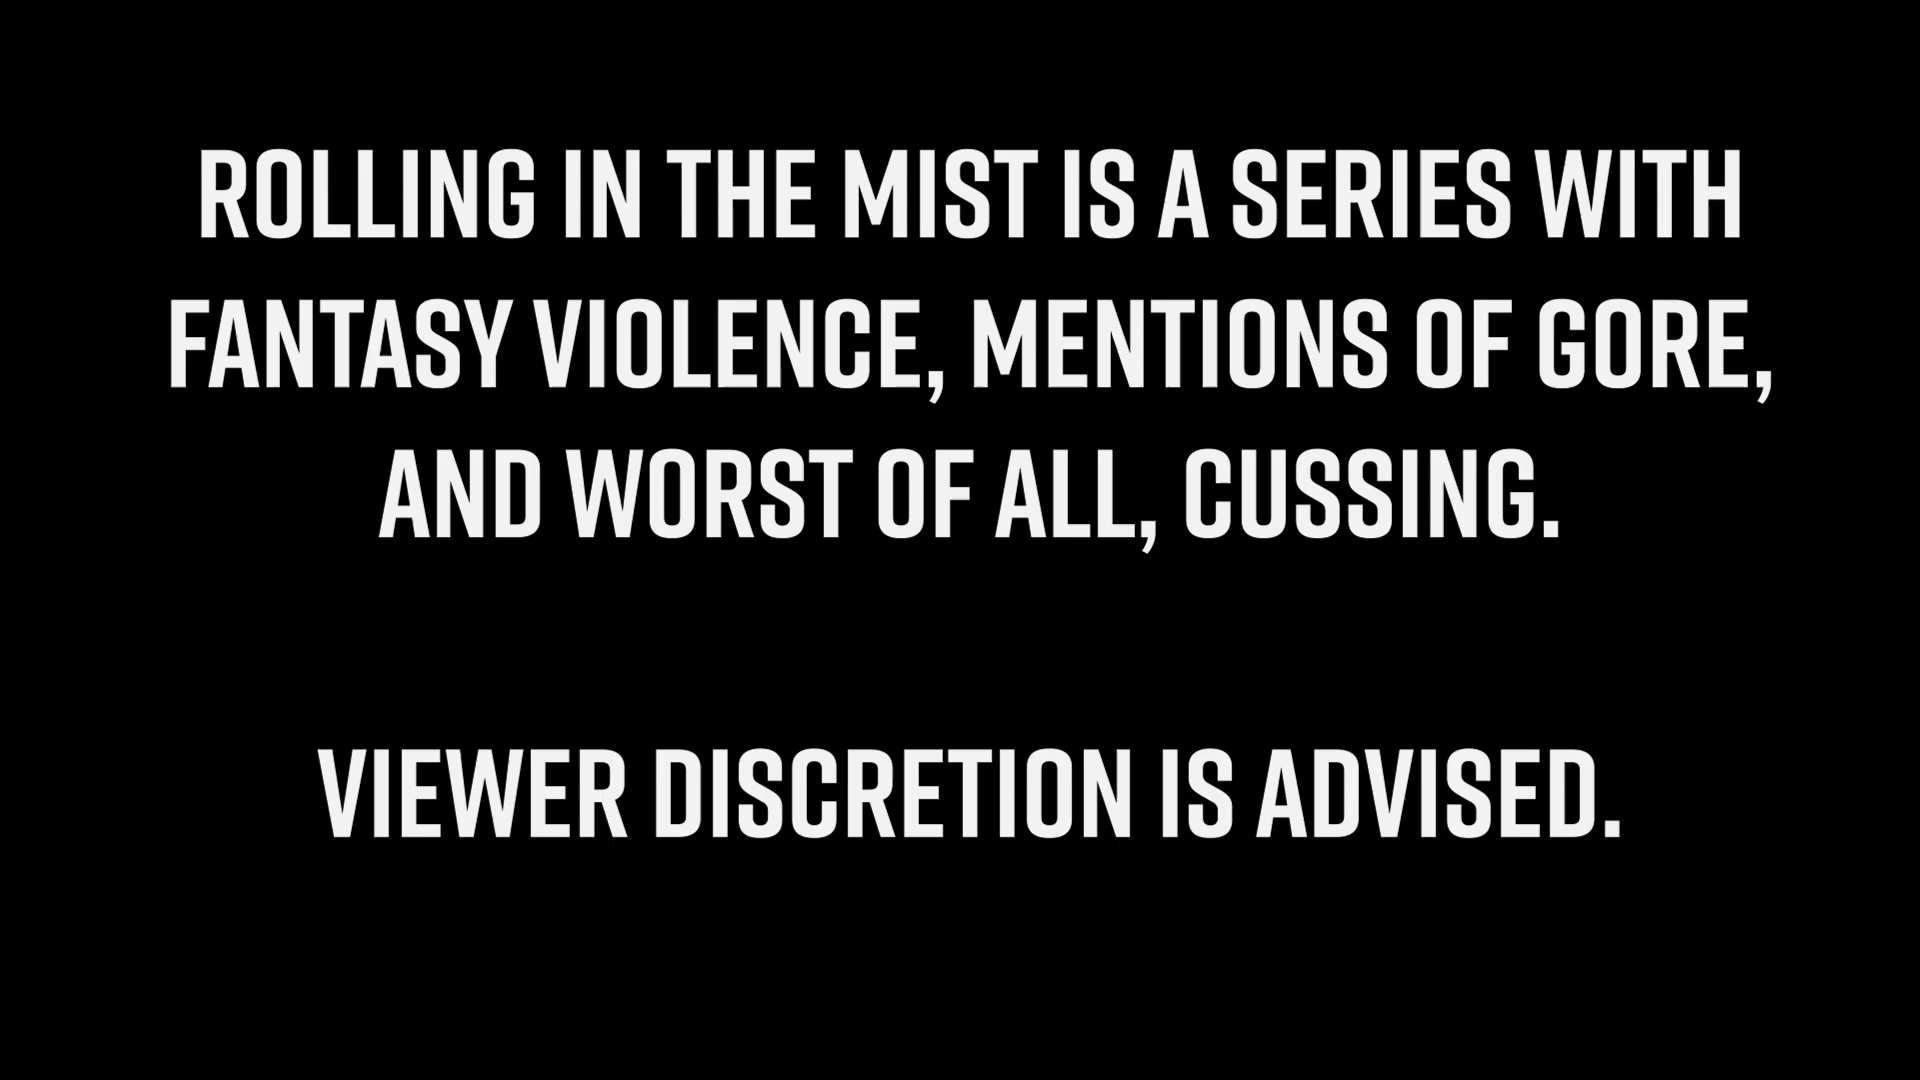 ROLLING IN THE MIST IS A SERIES WITH
FANTASY VIOLENCE, MENTIONS OF GORE,
AND WORST OF ALL, CUSSING.
VIEWER DISCRETION IS ADVISED.